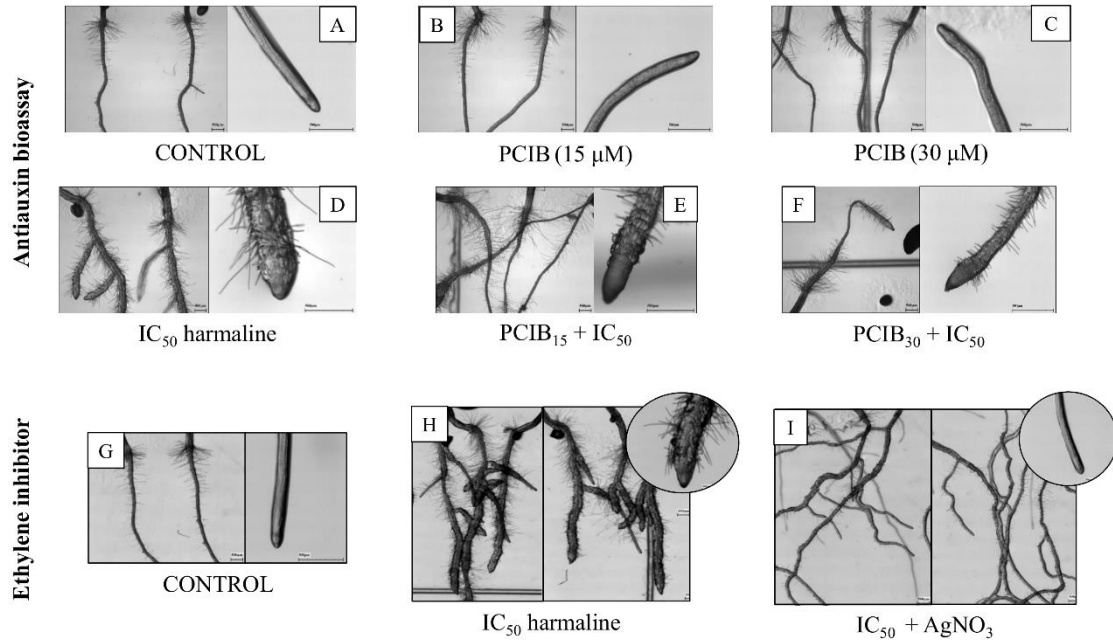 Antiauxin bioassay
A
B
C
CONTROL
PCIB (15 μM)
PCIB (30 μM)
D
E
F
IC₅₀ harmaline
PCIB₁₅ + IC₅₀
PCIB₃₀ + IC₅₀
Ethylene inhibitor
G
H
I
CONTROL
IC₅₀ harmaline
IC₅₀ + AgNO₃